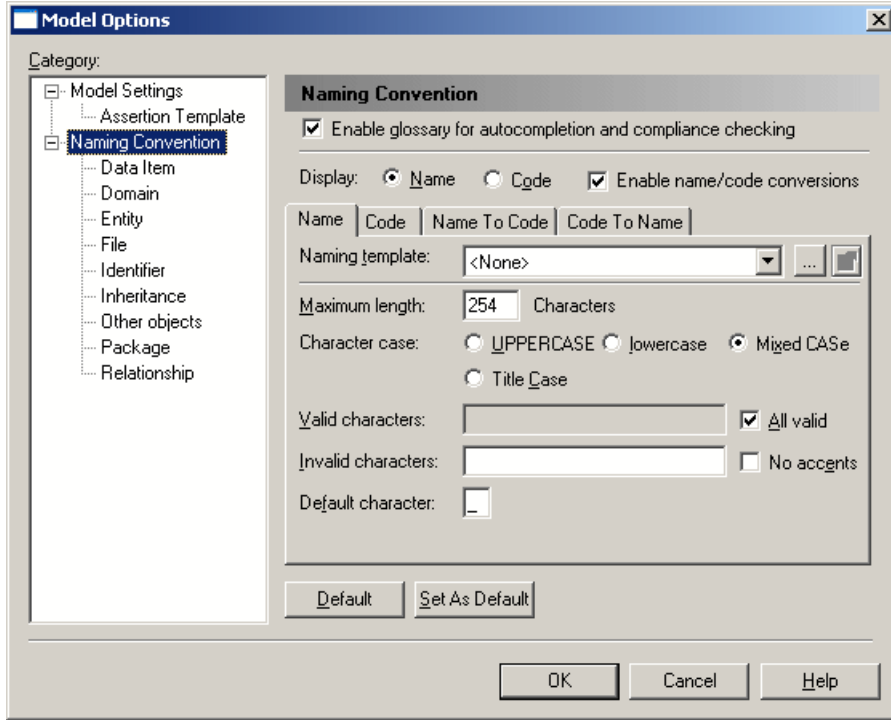 Model Options
Category:
Model Settings
Assertion Template
Naming Convention
Data Item
Domain
Entity
File
Identifier
Inheritance
Other objects
Package
Relationship
Naming Convention
Enable glossary for autocompletion and compliance checking
Display: Name Code Enable name/code conversions
Name Code Name To Code Code To Name
Naming template: <None> ...
Maximum length: 254 Characters
Character case: UPPERCASE lowercase Mixed CASe
Title Case
Valid characters: All valid
Invalid characters: No accents
Default character: _
Default Set As Default
OK Cancel Help